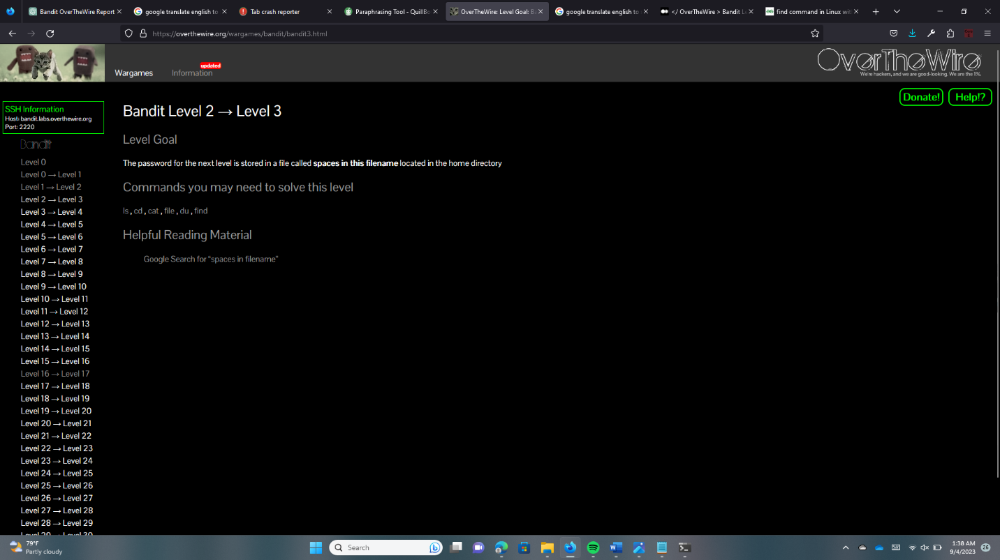 Bandit OverTheWire Report
google translate english to
Tab crash reporter
Paraphrasing Tool - QuillBo
OverTheWire: Level Goal: Ba
google translate english to
</ OverTheWire > Bandit Le
find command in Linux with
https://overthewire.org/wargames/bandit/bandit3.html
Wargames
Information
updated
OverTheWire
We're hackers, and we are good-looking. We are the 1%.
Donate!
Help!?
SSH Information
Host: bandit.labs.overthewire.org
Port: 2220
Bandit
Level 0
Level 0 → Level 1
Level 1 → Level 2
Level 2 → Level 3
Level 3 → Level 4
Level 4 → Level 5
Level 5 → Level 6
Level 6 → Level 7
Level 7 → Level 8
Level 8 → Level 9
Level 9 → Level 10
Level 10 → Level 11
Level 11 → Level 12
Level 12 → Level 13
Level 13 → Level 14
Level 14 → Level 15
Level 15 → Level 16
Level 16 → Level 17
Level 17 → Level 18
Level 18 → Level 19
Level 19 → Level 20
Level 20 → Level 21
Level 21 → Level 22
Level 22 → Level 23
Level 23 → Level 24
Level 24 → Level 25
Level 25 → Level 26
Level 26 → Level 27
Level 27 → Level 28
Level 28 → Level 29
Level 29 → Level 30
Bandit Level 2 → Level 3
Level Goal
The password for the next level is stored in a file called spaces in this filename located in the home directory
Commands you may need to solve this level
ls , cd , cat , file , du , find
Helpful Reading Material
Google Search for “spaces in filename”
79°F
Partly cloudy
Search
1:38 AM
9/4/2023
26